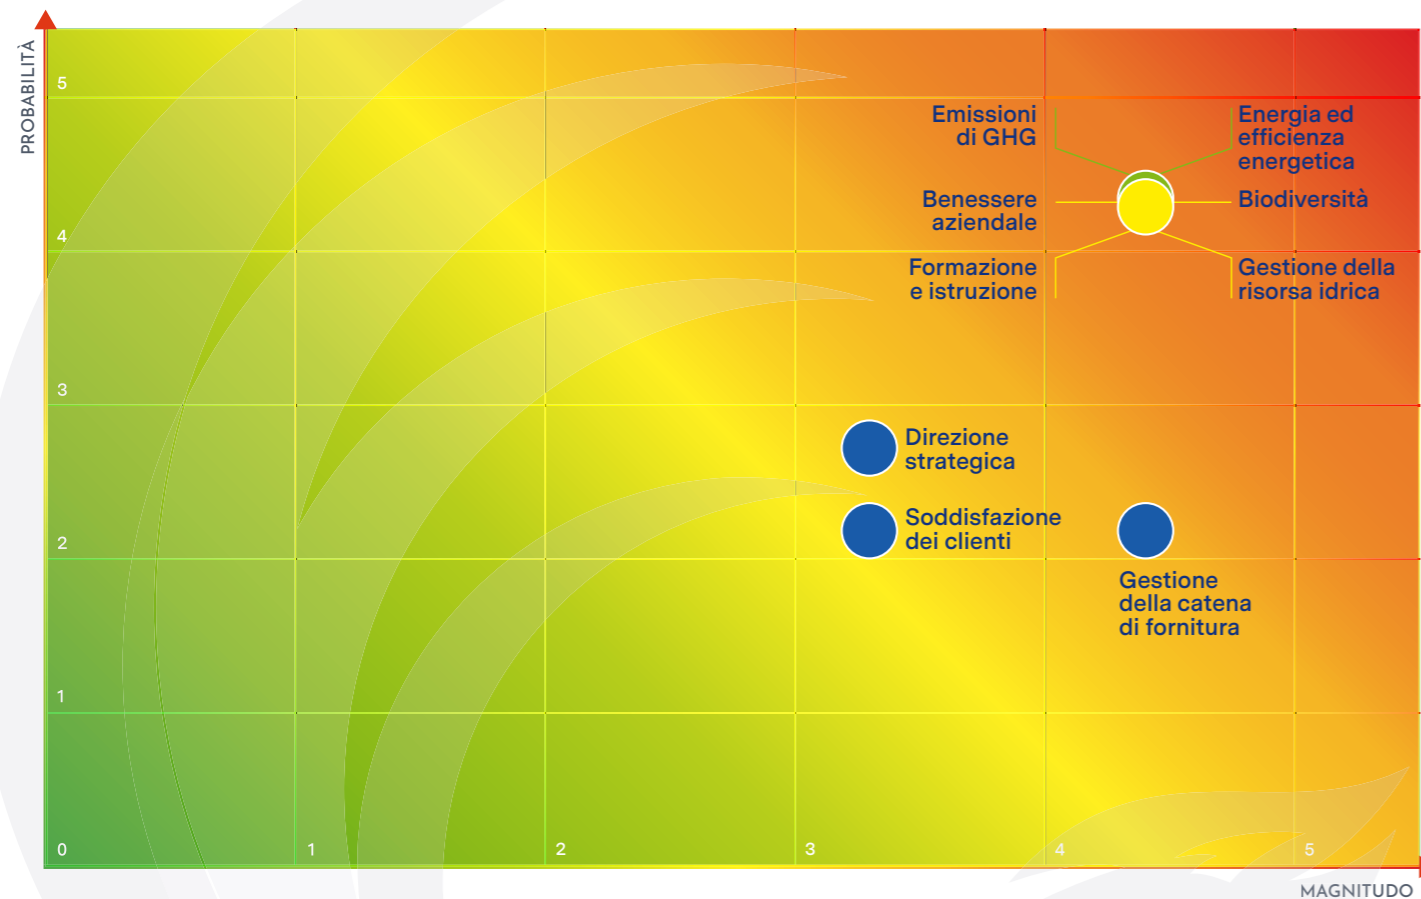 PROBABILITÀ
5
Emissioni
di GHG
Energia ed
efficienza
energetica
Benessere
aziendale
Biodiversità
4
Formazione
e istruzione
Gestione della
risorsa idrica
3
Direzione
strategica
Soddisfazione
dei clienti
2
Gestione
della catena
di fornitura
1
0
1
2
3
4
5
MAGNITUDO